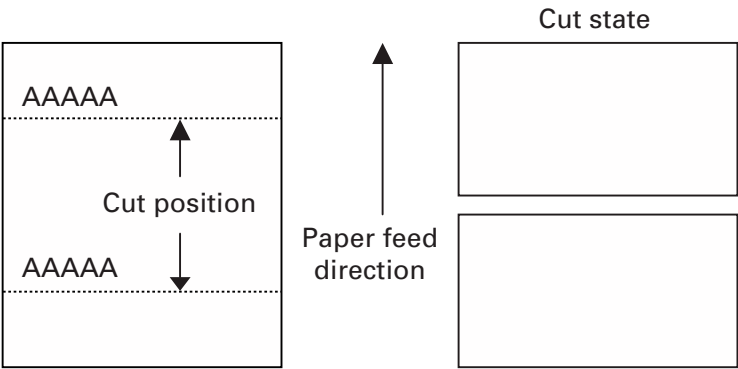 Cut state
AAAAA
Cut position
Paper feed
direction
AAAAA